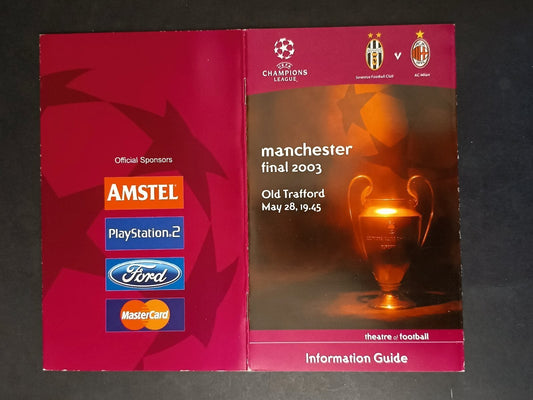 Official Sponsors
AMSTEL
PlayStation.2
Ford
MasterCard
UEFA
CHAMPIONS
LEAGUE
v
Juventus Football Club
AC Milan
manchester
final 2003
Old Trafford
May 28, 19.45
theatre of football
Information Guide